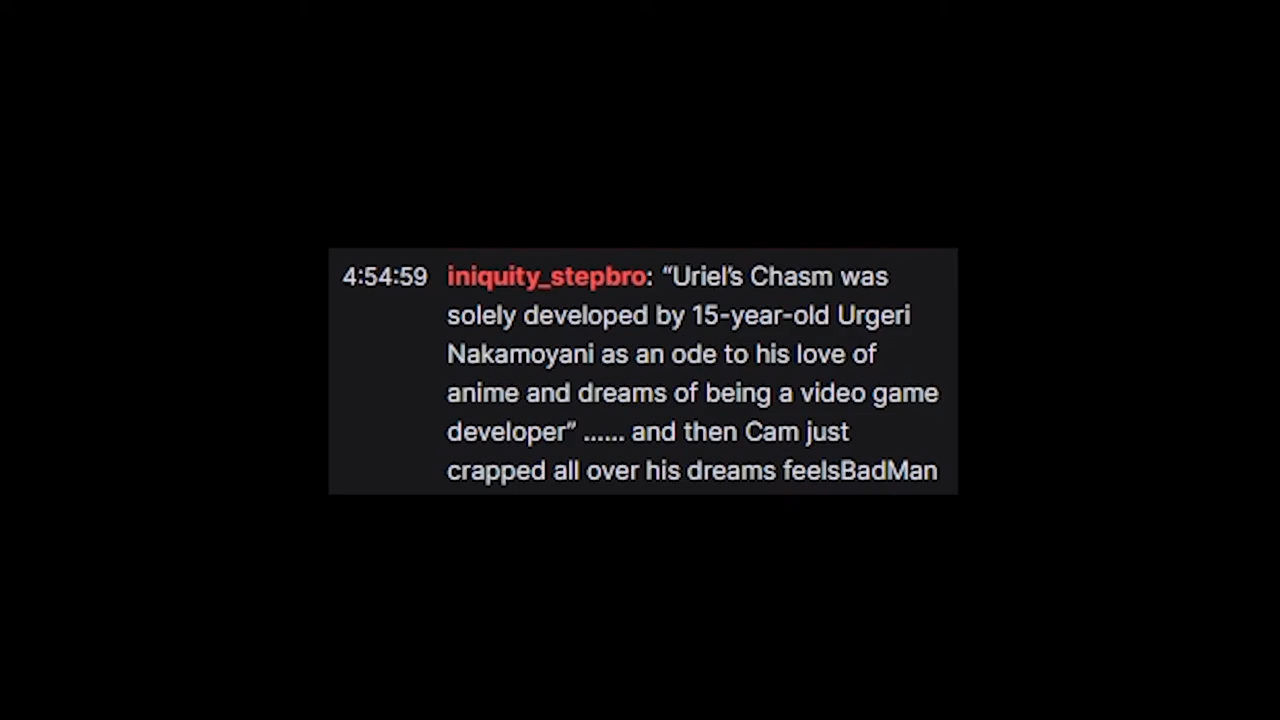 4:54:59 iniquity_stepbro: “Uriel’s Chasm was
solely developed by 15-year-old Urgeri
Nakamoyani as an ode to his love of
anime and dreams of being a video game
developer” ...... and then Cam just
crapped all over his dreams feelsBadMan